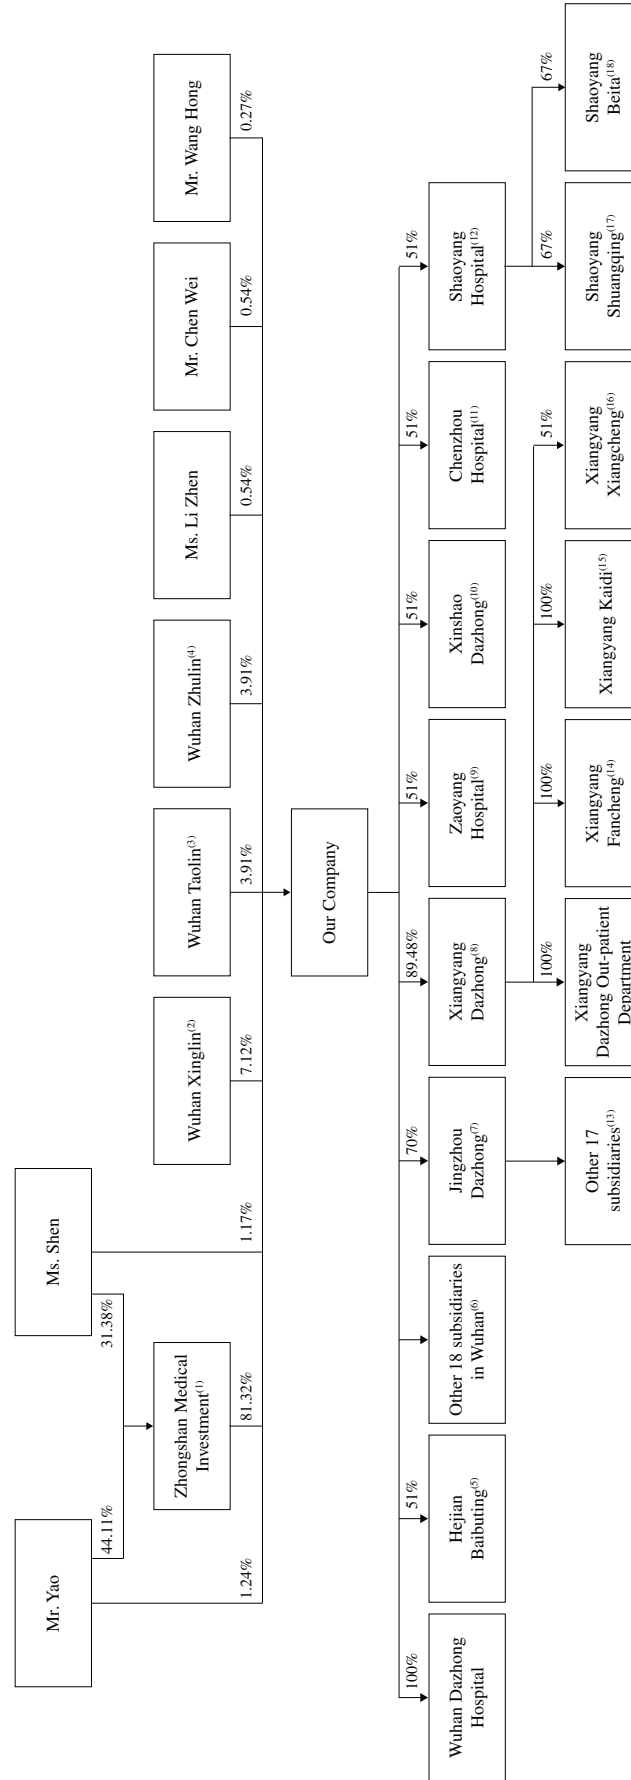 Mr. Yao
Ms. Shen
44.11%
31.38%
Zhongshan Medical
Investment(1)
Wuhan Xinglin(2)
Wuhan Taolin(3)
Wuhan Zhulin(4)
Ms. Li Zhen
Mr. Chen Wei
Mr. Wang Hong
1.24%
81.32%
1.17%
7.12%
3.91%
3.91%
0.54%
0.54%
0.27%
Our Company
100%
51%
70%
89.48%
51%
51%
51%
51%
Wuhan Dazhong
Hospital
Hejian
Baibuting(5)
Other 18 subsidiaries
in Wuhan(6)
Jingzhou
Dazhong(7)
Xiangyang
Dazhong(8)
Zaoyang
Hospital(9)
Xinshao
Dazhong(10)
Chenzhou
Hospital(11)
Shaoyang
Hospital(12)
100%
100%
100%
51%
67%
67%
Other 17
subsidiaries(13)
Xiangyang
Dazhong Out-patient
Department
Xiangyang
Fancheng(14)
Xiangyang Kaidi(15)
Xiangyang
Xiangcheng(16)
Shaoyang
Shuangqing(17)
Shaoyang
Beita(18)